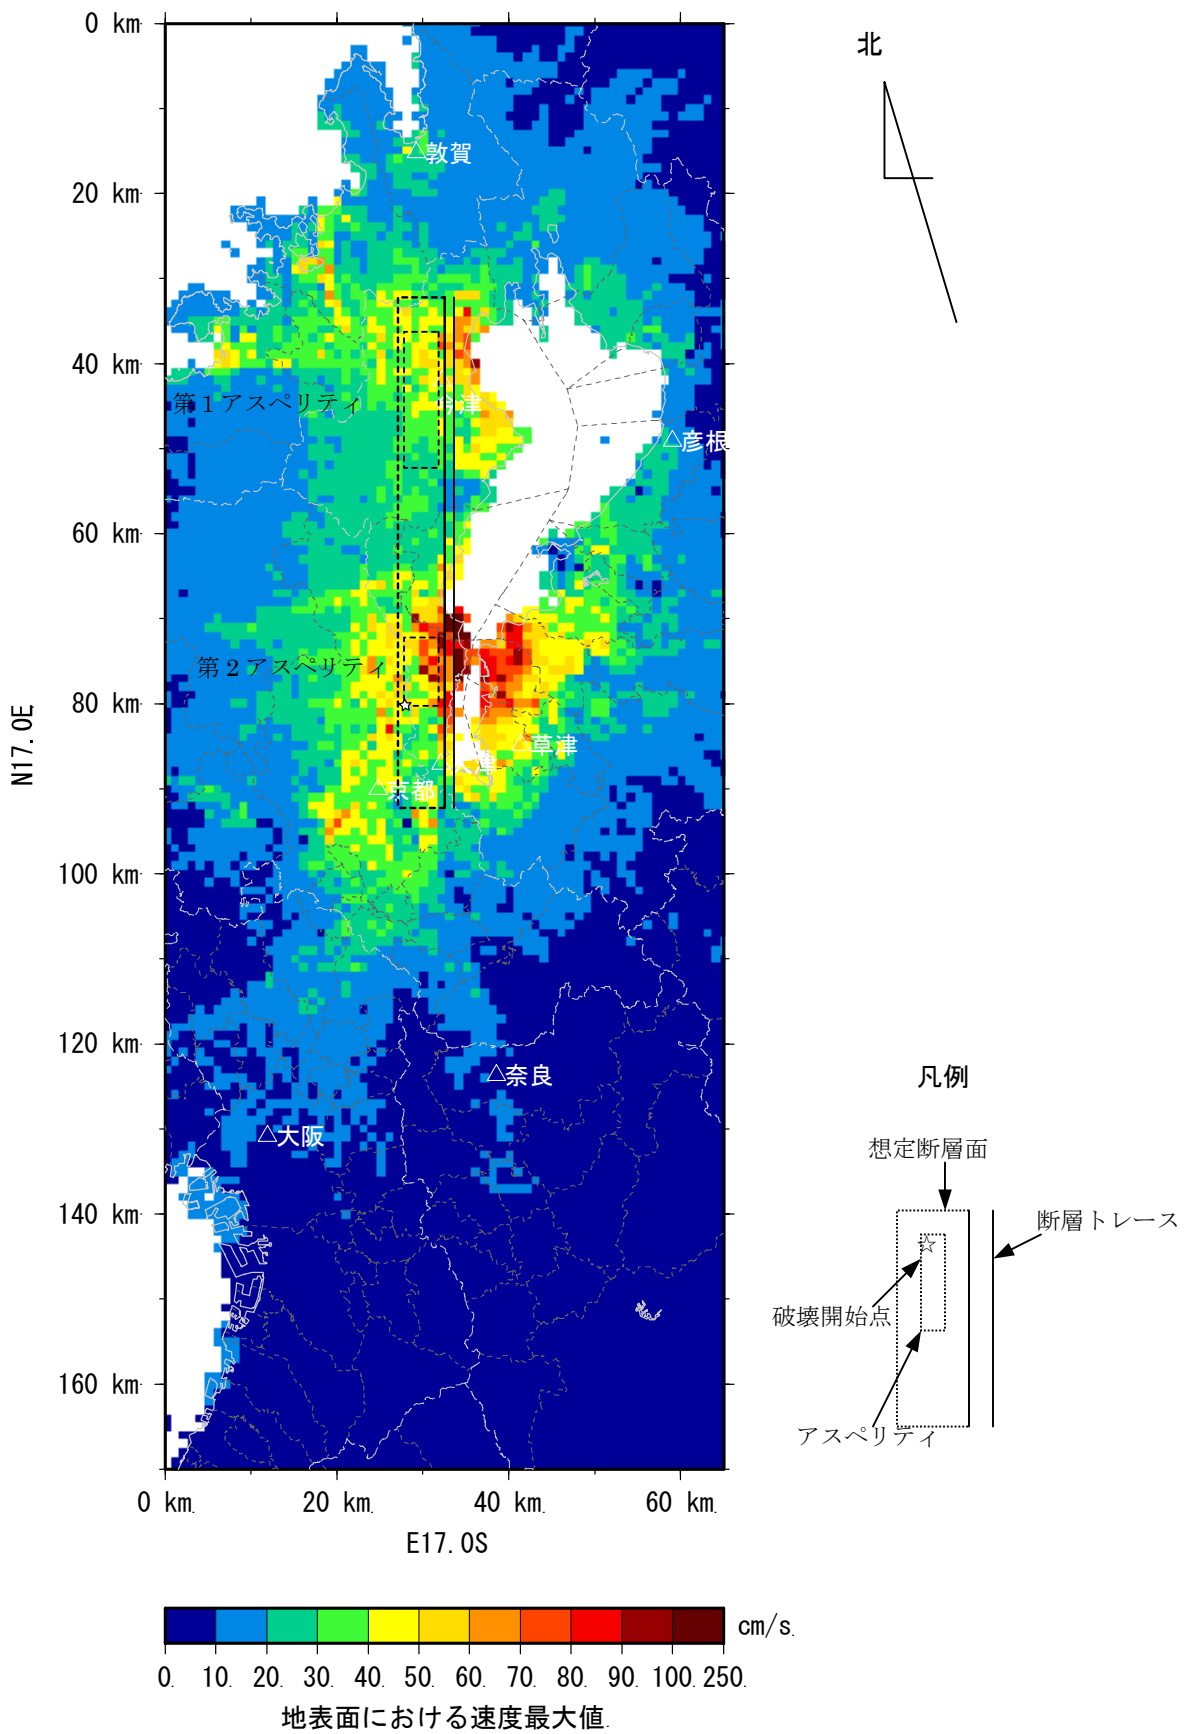 0 km
20 km
40 km
60 km
80 km
100 km
120 km
140 km
160 km
N17.0E
北
敦賀
第1アスペリティ
今津
彦根
第2アスペリティ
草津
大津
京都
奈良
大阪
凡例
想定断層面
断層トレース
破壊開始点
アスペリティ
0 km. 20 km. 40 km. 60 km.
E17.0S
cm/s.
0. 10. 20. 30. 40. 50. 60. 70. 80. 90. 100. 250.
地表面における速度最大値.